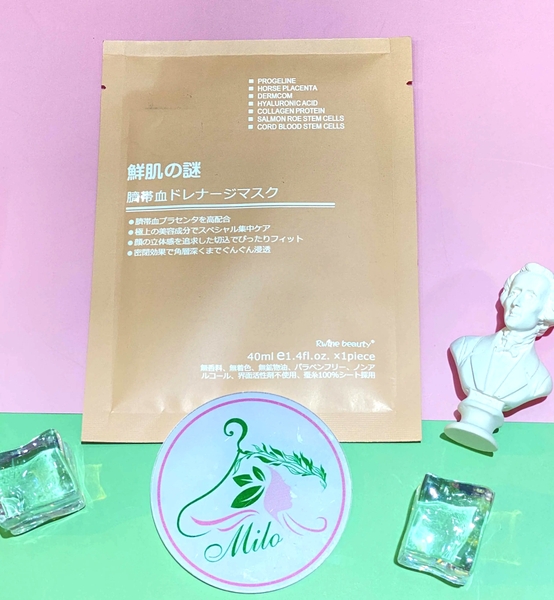 PROGELINE
HORSE PLACENTA
DERMCOM
HYALURONIC ACID
COLLAGEN PROTEIN
SALMON ROE STEM CELLS
CORD BLOOD STEM CELLS
鮮肌の謎
臍帯血ドレナージマスク
●臍帯血プラセンタを高配合
●極上の美容成分でスペシャル集中ケア
●顔の立体感を追求した切込でぴったりフィット
●密閉効果で角層深くまでぐんぐん浸透
beauty®
40ml e1.4fl.oz. ×1piece
無香料、無着色、無鉱物油、パラベンフリー、ノンア
ルコール、界面活性剤不使用、蚕糸100%シート採用
Milo